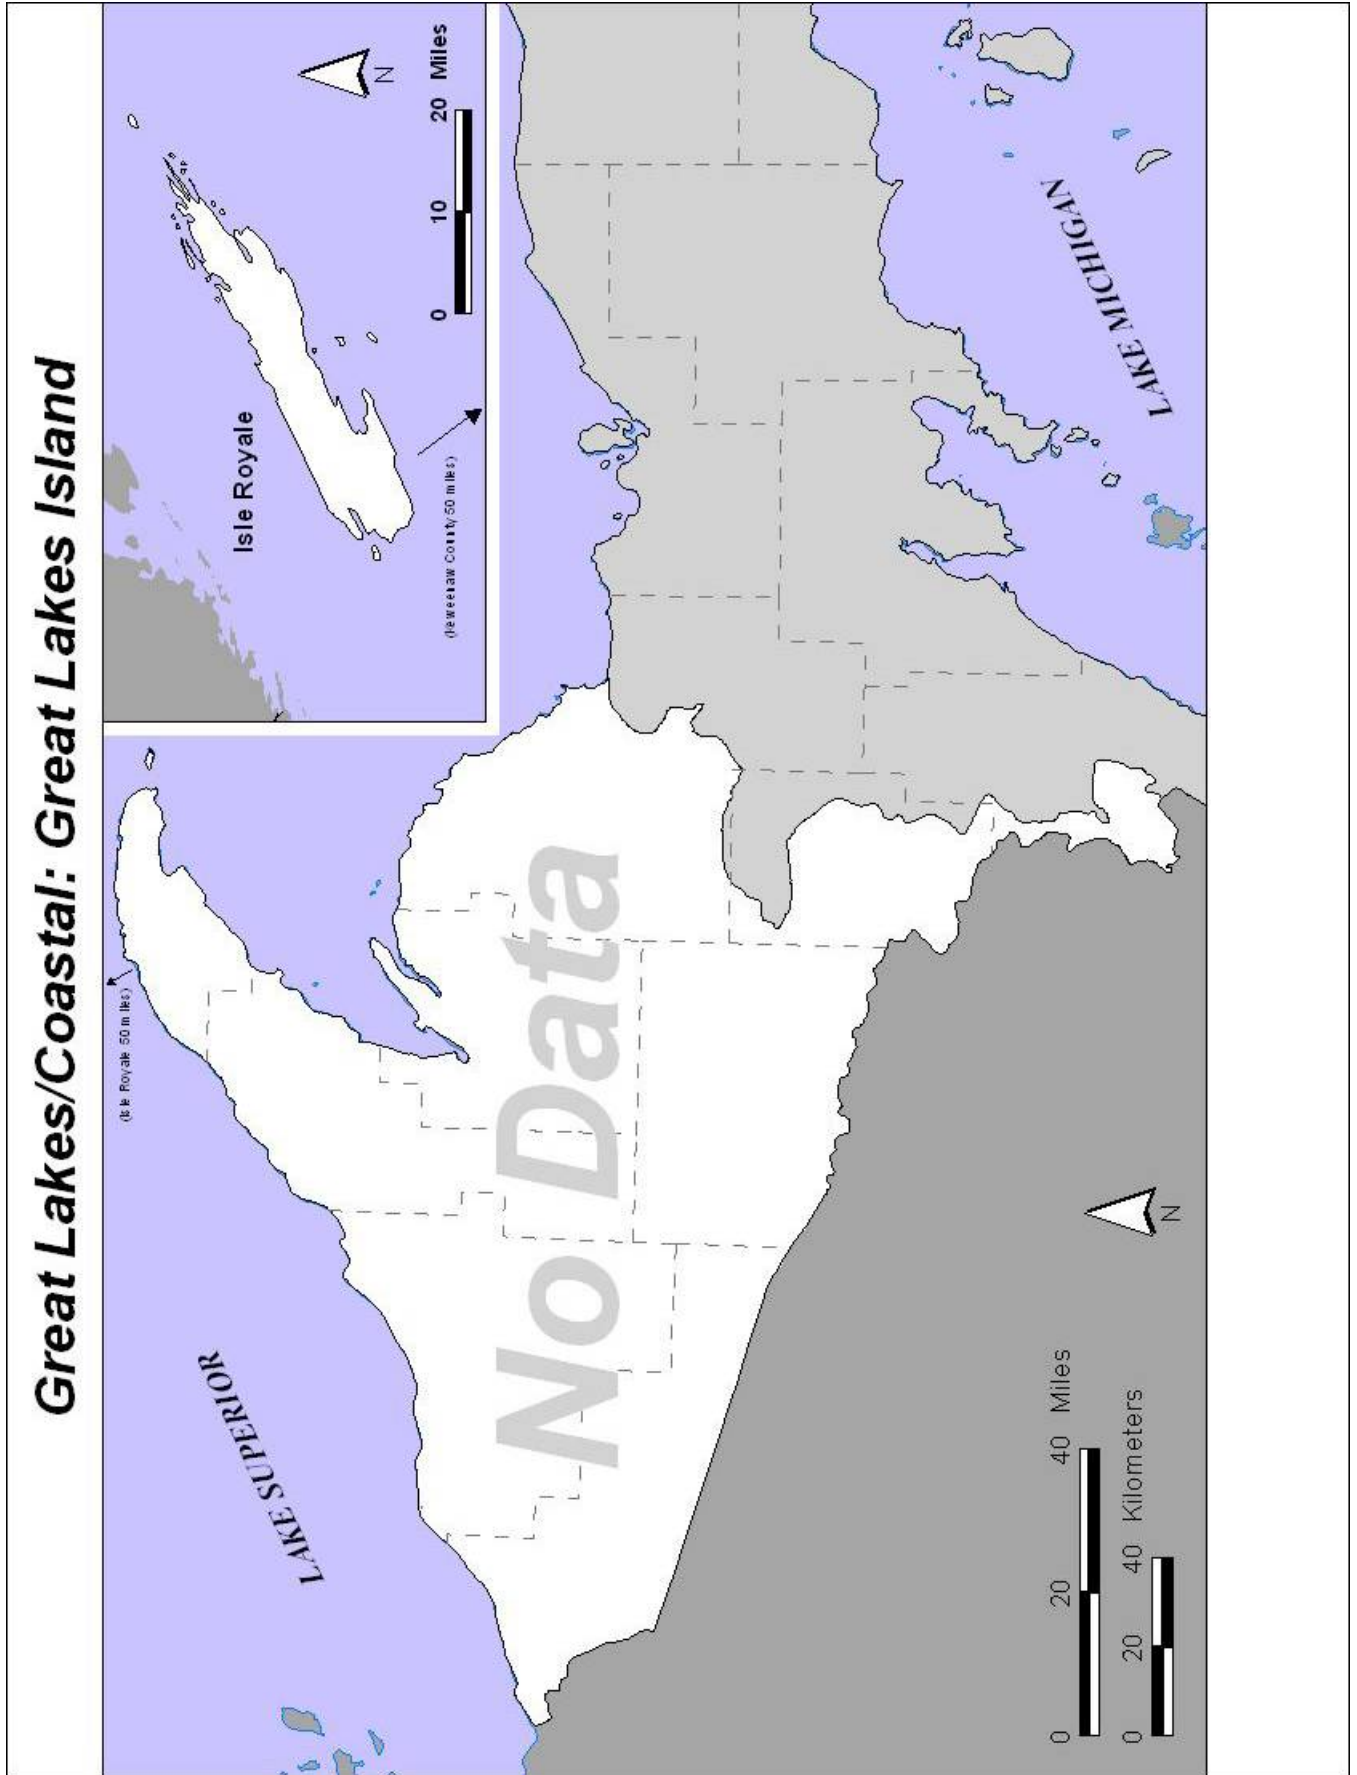 Great Lakes/Coastal: Great Lakes Island
(Isle Royale 50 miles)
Isle Royale
(Keweenaw County 50 miles)
N
0 10 20 Miles
LAKE SUPERIOR
No Data
LAKE MICHIGAN
N
0 20 40 Miles
0 20 40 Kilometers